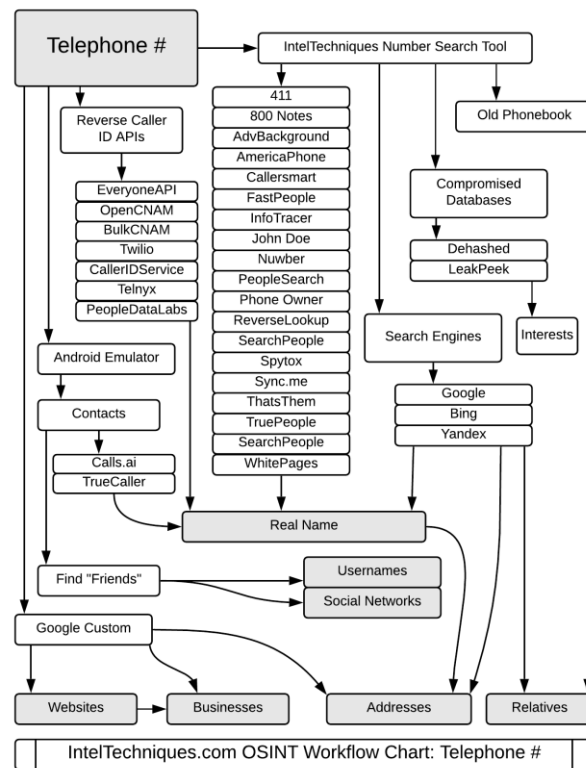 Telephone #
IntelTechniques Number Search Tool
Reverse Caller
ID APIs
EveryoneAPI
OpenCNAM
BulkCNAM
Twilio
CallerIDService
Telnyx
PeopleDataLabs
411
800 Notes
AdvBackground
AmericaPhone
Callersmart
FastPeople
InfoTracer
John Doe
Nuwber
PeopleSearch
Phone Owner
ReverseLookup
SearchPeople
Spytox
Sync.me
ThatsThem
TruePeople
SearchPeople
WhitePages
Old Phonebook
Compromised
Databases
Dehashed
LeakPeek
Interests
Search Engines
Google
Bing
Yandex
Android Emulator
Contacts
Calls.ai
TrueCaller
Real Name
Find "Friends"
Usernames
Social Networks
Google Custom
Websites
Businesses
Addresses
Relatives
IntelTechniques.com OSINT Workflow Chart: Telephone #